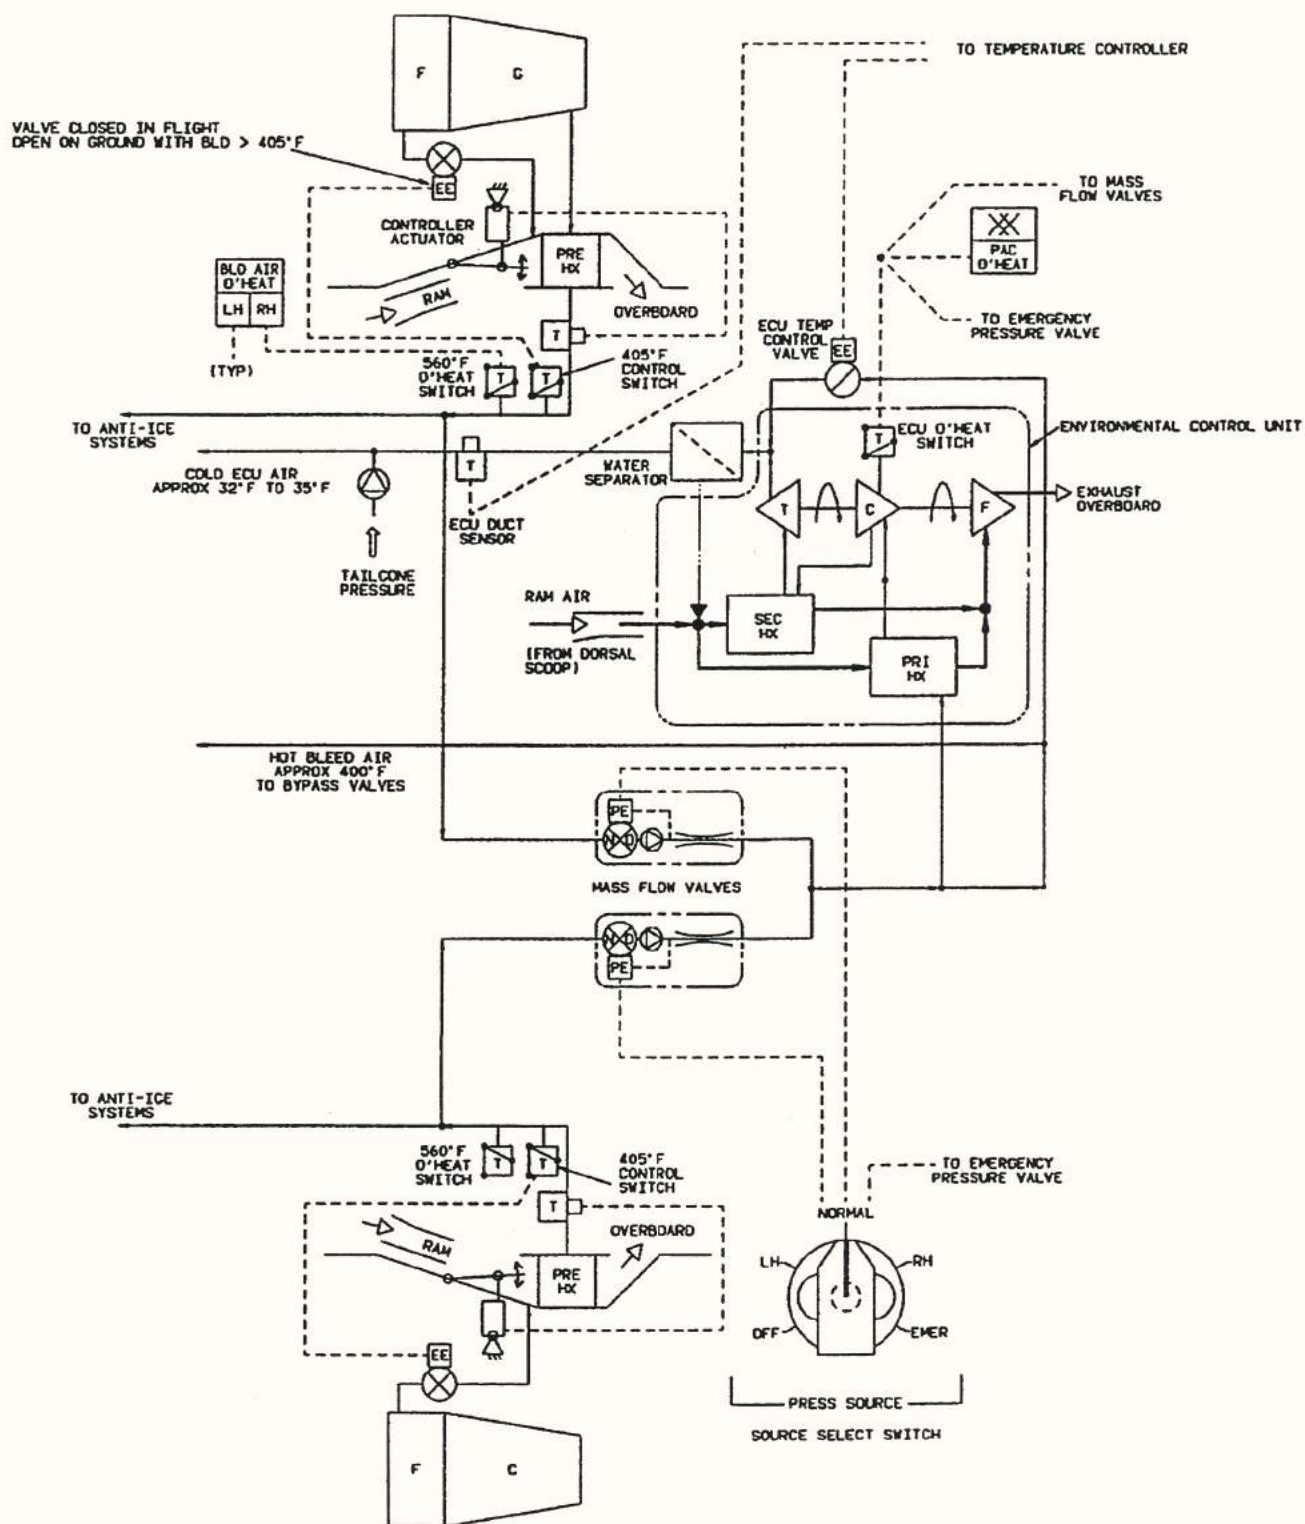 TO TEMPERATURE CONTROLLER
F
G
VALVE CLOSED IN FLIGHT
OPEN ON GROUND WITH BLD > 405°F
EE
CONTROLLER
ACTUATOR
TO MASS
FLOW VALVES
PAC
O'HEAT
BLD AIR
O'HEAT
LH
RH
PRE
HX
RAM
OVERBOARD
TO EMERGENCY
PRESSURE VALVE
ECU TEMP
CONTROL
VALVE
EE
T
(TYP)
560°F
O'HEAT
SWITCH
T
T
405°F
CONTROL
SWITCH
TO ANTI-ICE
SYSTEMS
T
ECU O'HEAT
SWITCH
ENVIRONMENTAL CONTROL UNIT
COLD ECU AIR
APPROX 32°F TO 35°F
T
WATER
SEPARATOR
ECU DUCT
SENSOR
T
C
F
EXHAUST
OVERBOARD
TAILCONE
PRESSURE
RAM AIR
(FROM DORSAL
SCOOP)
SEC
HX
PRI
HX
HOT BLEED AIR
APPROX 400°F
TO BYPASS VALVES
PE
N
D
MASS FLOW VALVES
N
D
PE
TO ANTI-ICE
SYSTEMS
560°F
O'HEAT
SWITCH
T
T
405°F
CONTROL
SWITCH
T
TO EMERGENCY
PRESSURE VALVE
NORMAL
RAM
OVERBOARD
PRE
HX
LH
RH
OFF
EMER
EE
PRESS SOURCE
SOURCE SELECT SWITCH
F
C